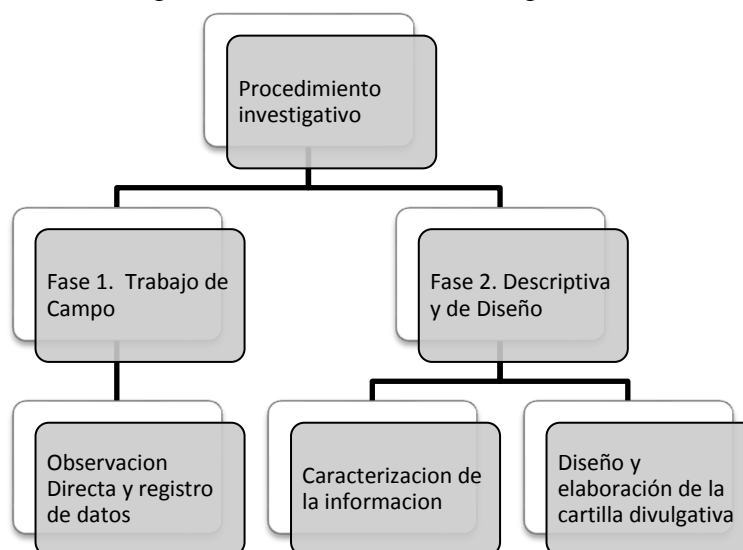 Procedimiento
investigativo
Fase 1. Trabajo de
Campo
Fase 2. Descriptiva
y de Diseño
Observacion
Directa y registro
de datos
Caracterizacion de
la informacion
Diseño y
elaboración de la
cartilla divulgativa